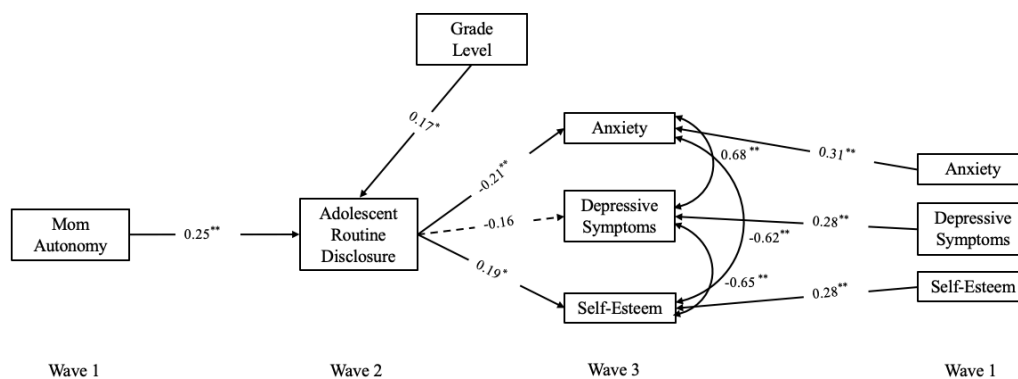 Grade
Level
0.17*
Anxiety
0.68 **
0.31**
Anxiety
-0.21**
Mom
Autonomy
0.25**
Adolescent
Routine
Disclosure
-0.16
Depressive
Symptoms
0.28**
Depressive
Symptoms
-0.62**
0.19*
-0.65 **
0.28**
Self-Esteem
Self-Esteem
Wave 1
Wave 2
Wave 3
Wave 1